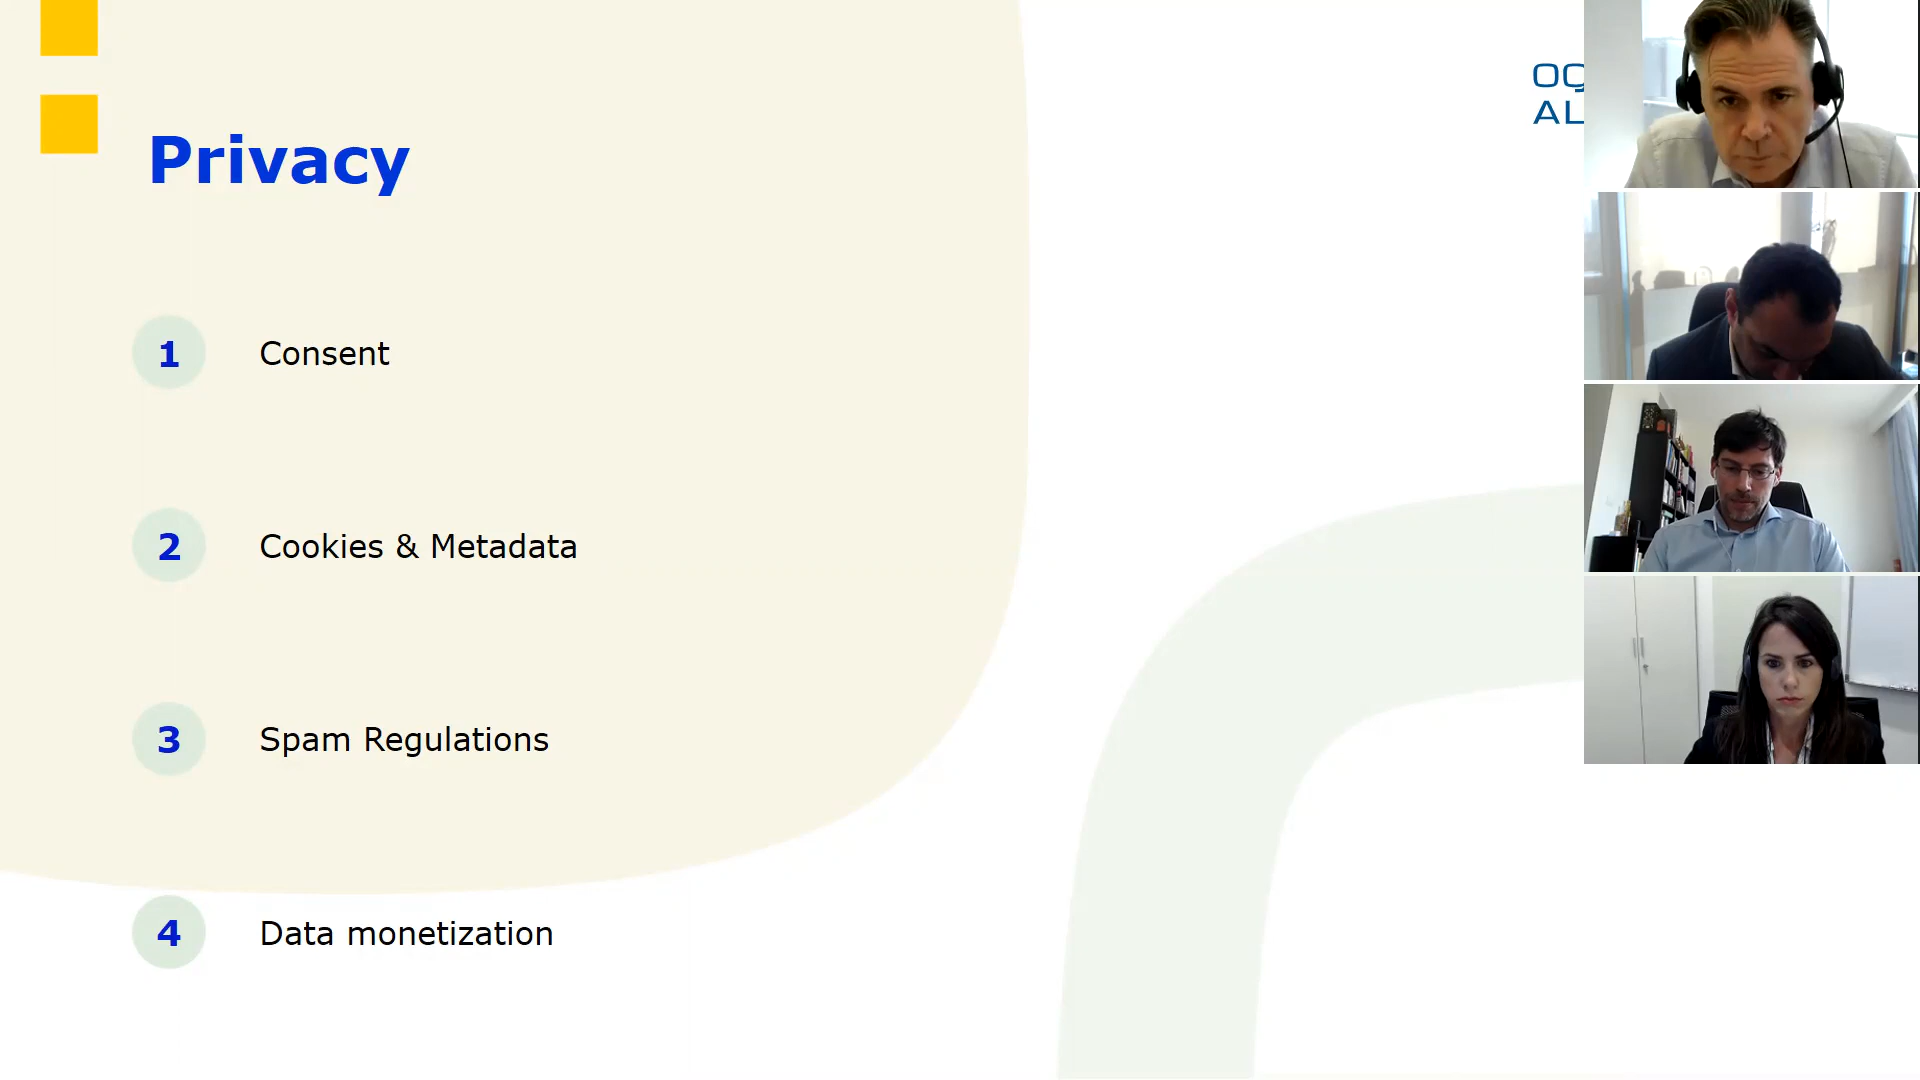 Privacy
1 Consent
2 Cookies & Metadata
3 Spam Regulations
4 Data monetization